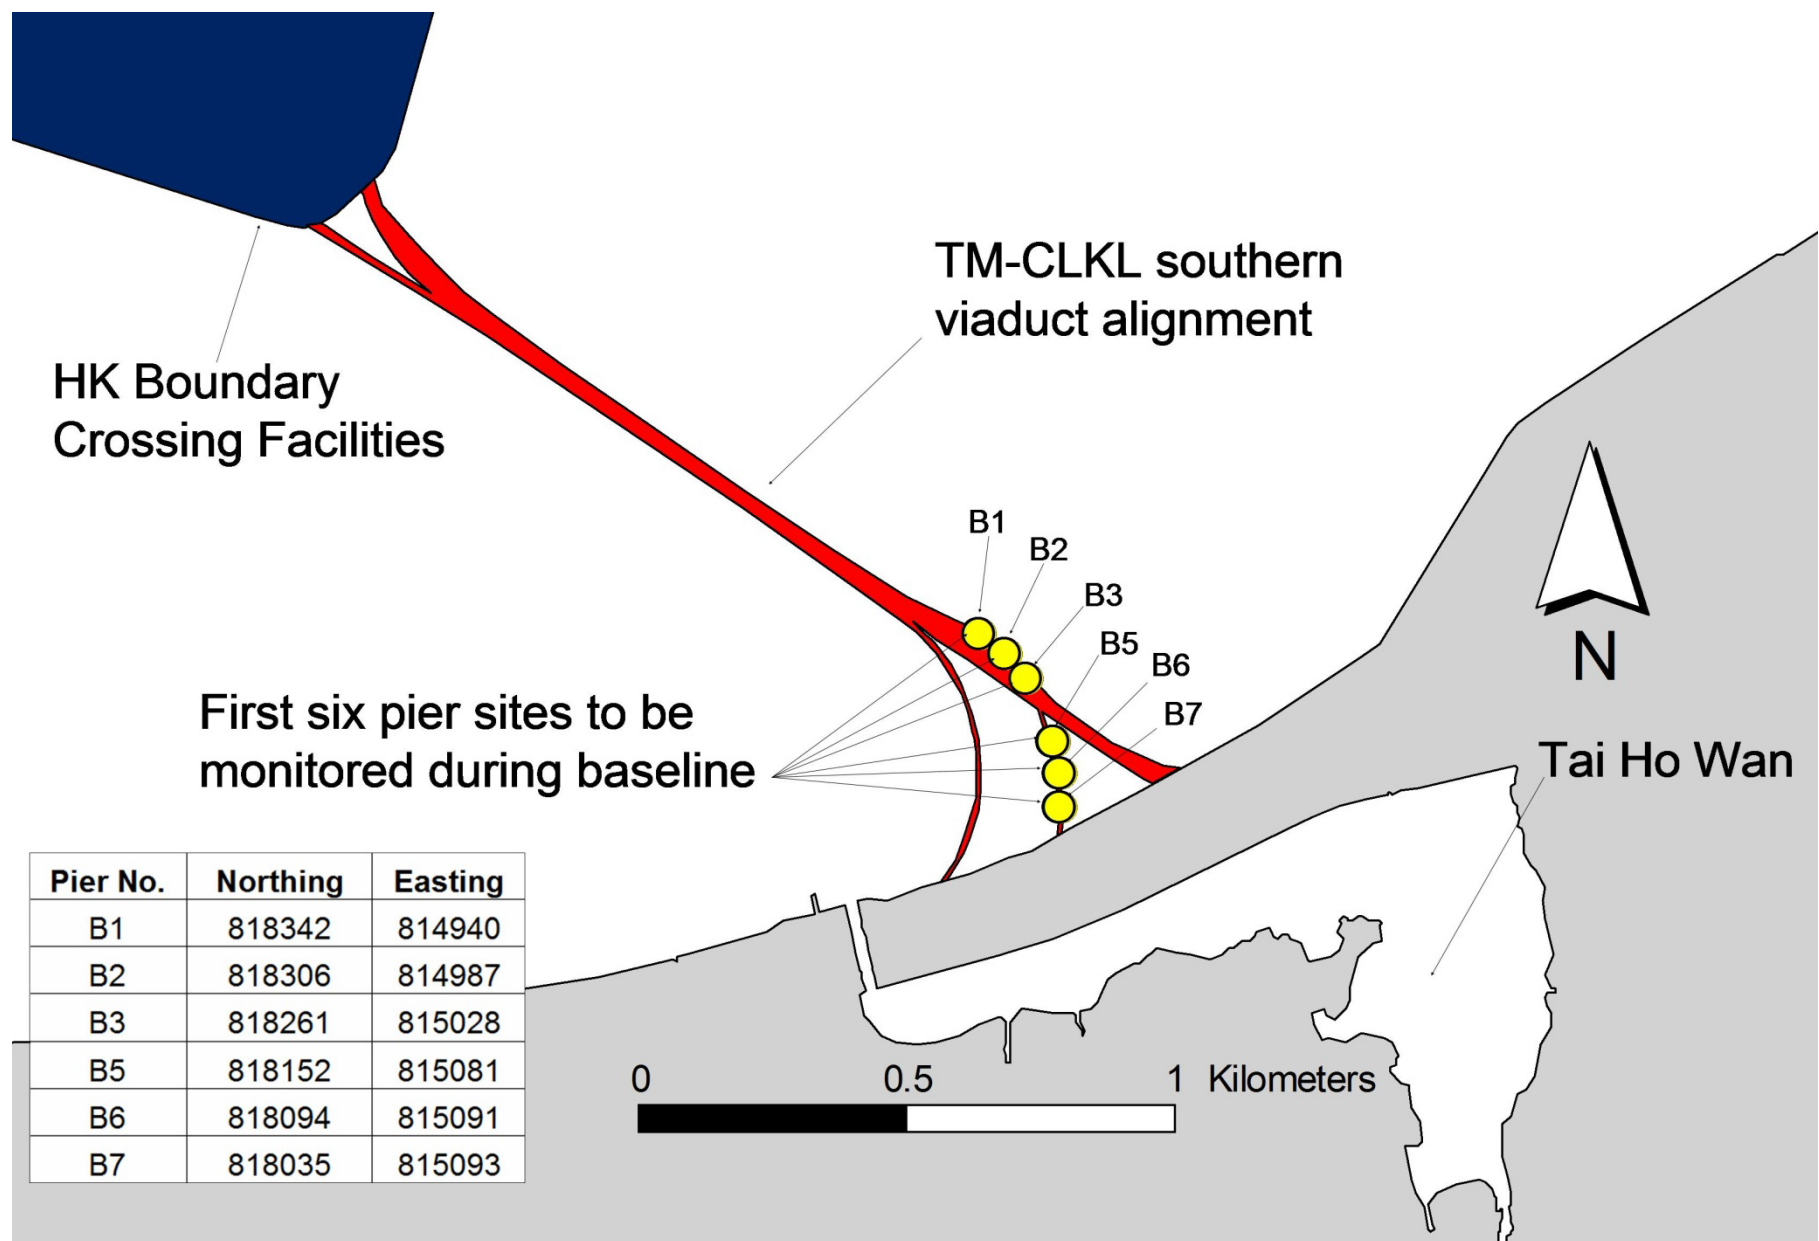 TM-CLKL southern
viaduct alignment
HK Boundary
Crossing Facilities
B1
B2
B3
B5
B6
B7
N
First six pier sites to be
monitored during baseline
Tai Ho Wan
Pier No. Northing Easting
B1 818342 814940
B2 818306 814987
B3 818261 815028
B5 818152 815081
B6 818094 815091
B7 818035 815093
0 0.5 1 Kilometers